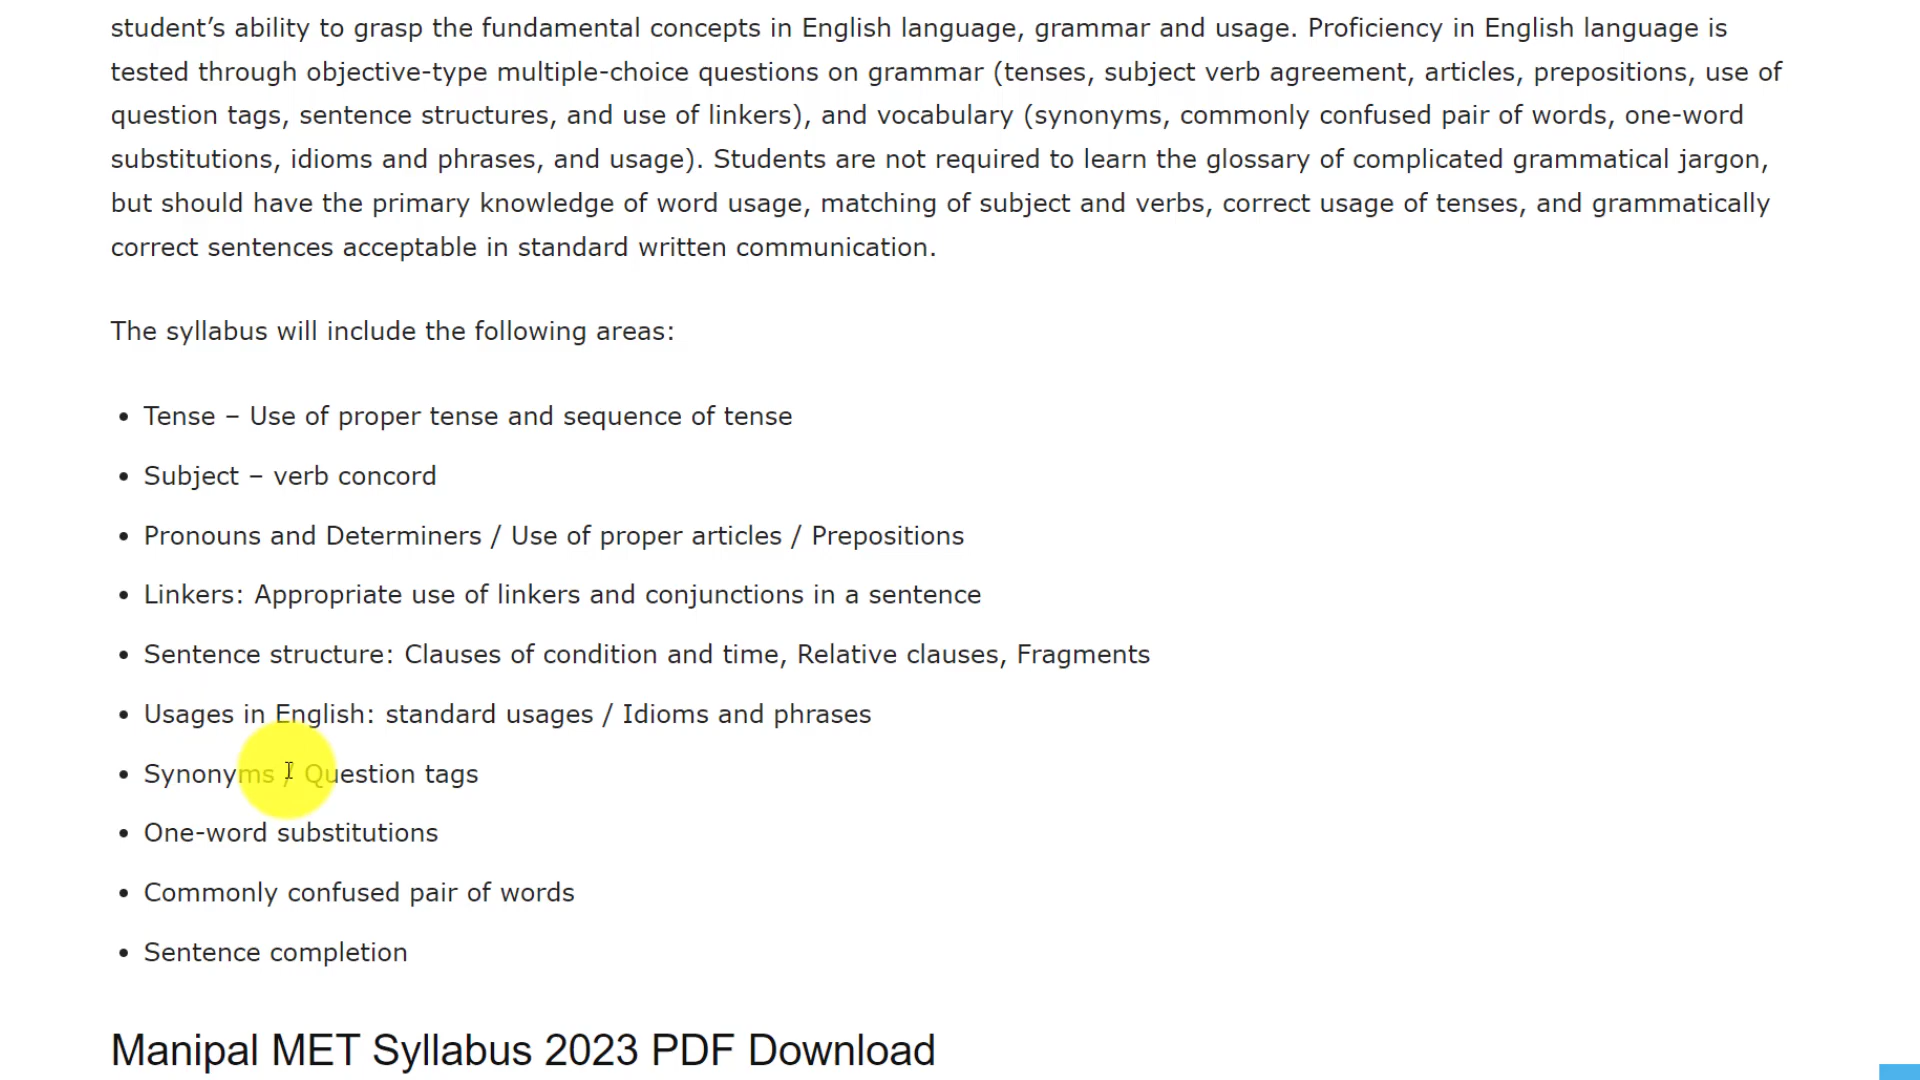 student’s ability to grasp the fundamental concepts in English language, grammar and usage. Proficiency in English language is
tested through objective-type multiple-choice questions on grammar (tenses, subject verb agreement, articles, prepositions, use of
question tags, sentence structures, and use of linkers), and vocabulary (synonyms, commonly confused pair of words, one-word
substitutions, idioms and phrases, and usage). Students are not required to learn the glossary of complicated grammatical jargon,
but should have the primary knowledge of word usage, matching of subject and verbs, correct usage of tenses, and grammatically
correct sentences acceptable in standard written communication.
The syllabus will include the following areas:
• Tense – Use of proper tense and sequence of tense
• Subject – verb concord
• Pronouns and Determiners / Use of proper articles / Prepositions
• Linkers: Appropriate use of linkers and conjunctions in a sentence
• Sentence structure: Clauses of condition and time, Relative clauses, Fragments
• Usages in English: standard usages / Idioms and phrases
• Synonyms / Question tags
• One-word substitutions
• Commonly confused pair of words
• Sentence completion
Manipal MET Syllabus 2023 PDF Download